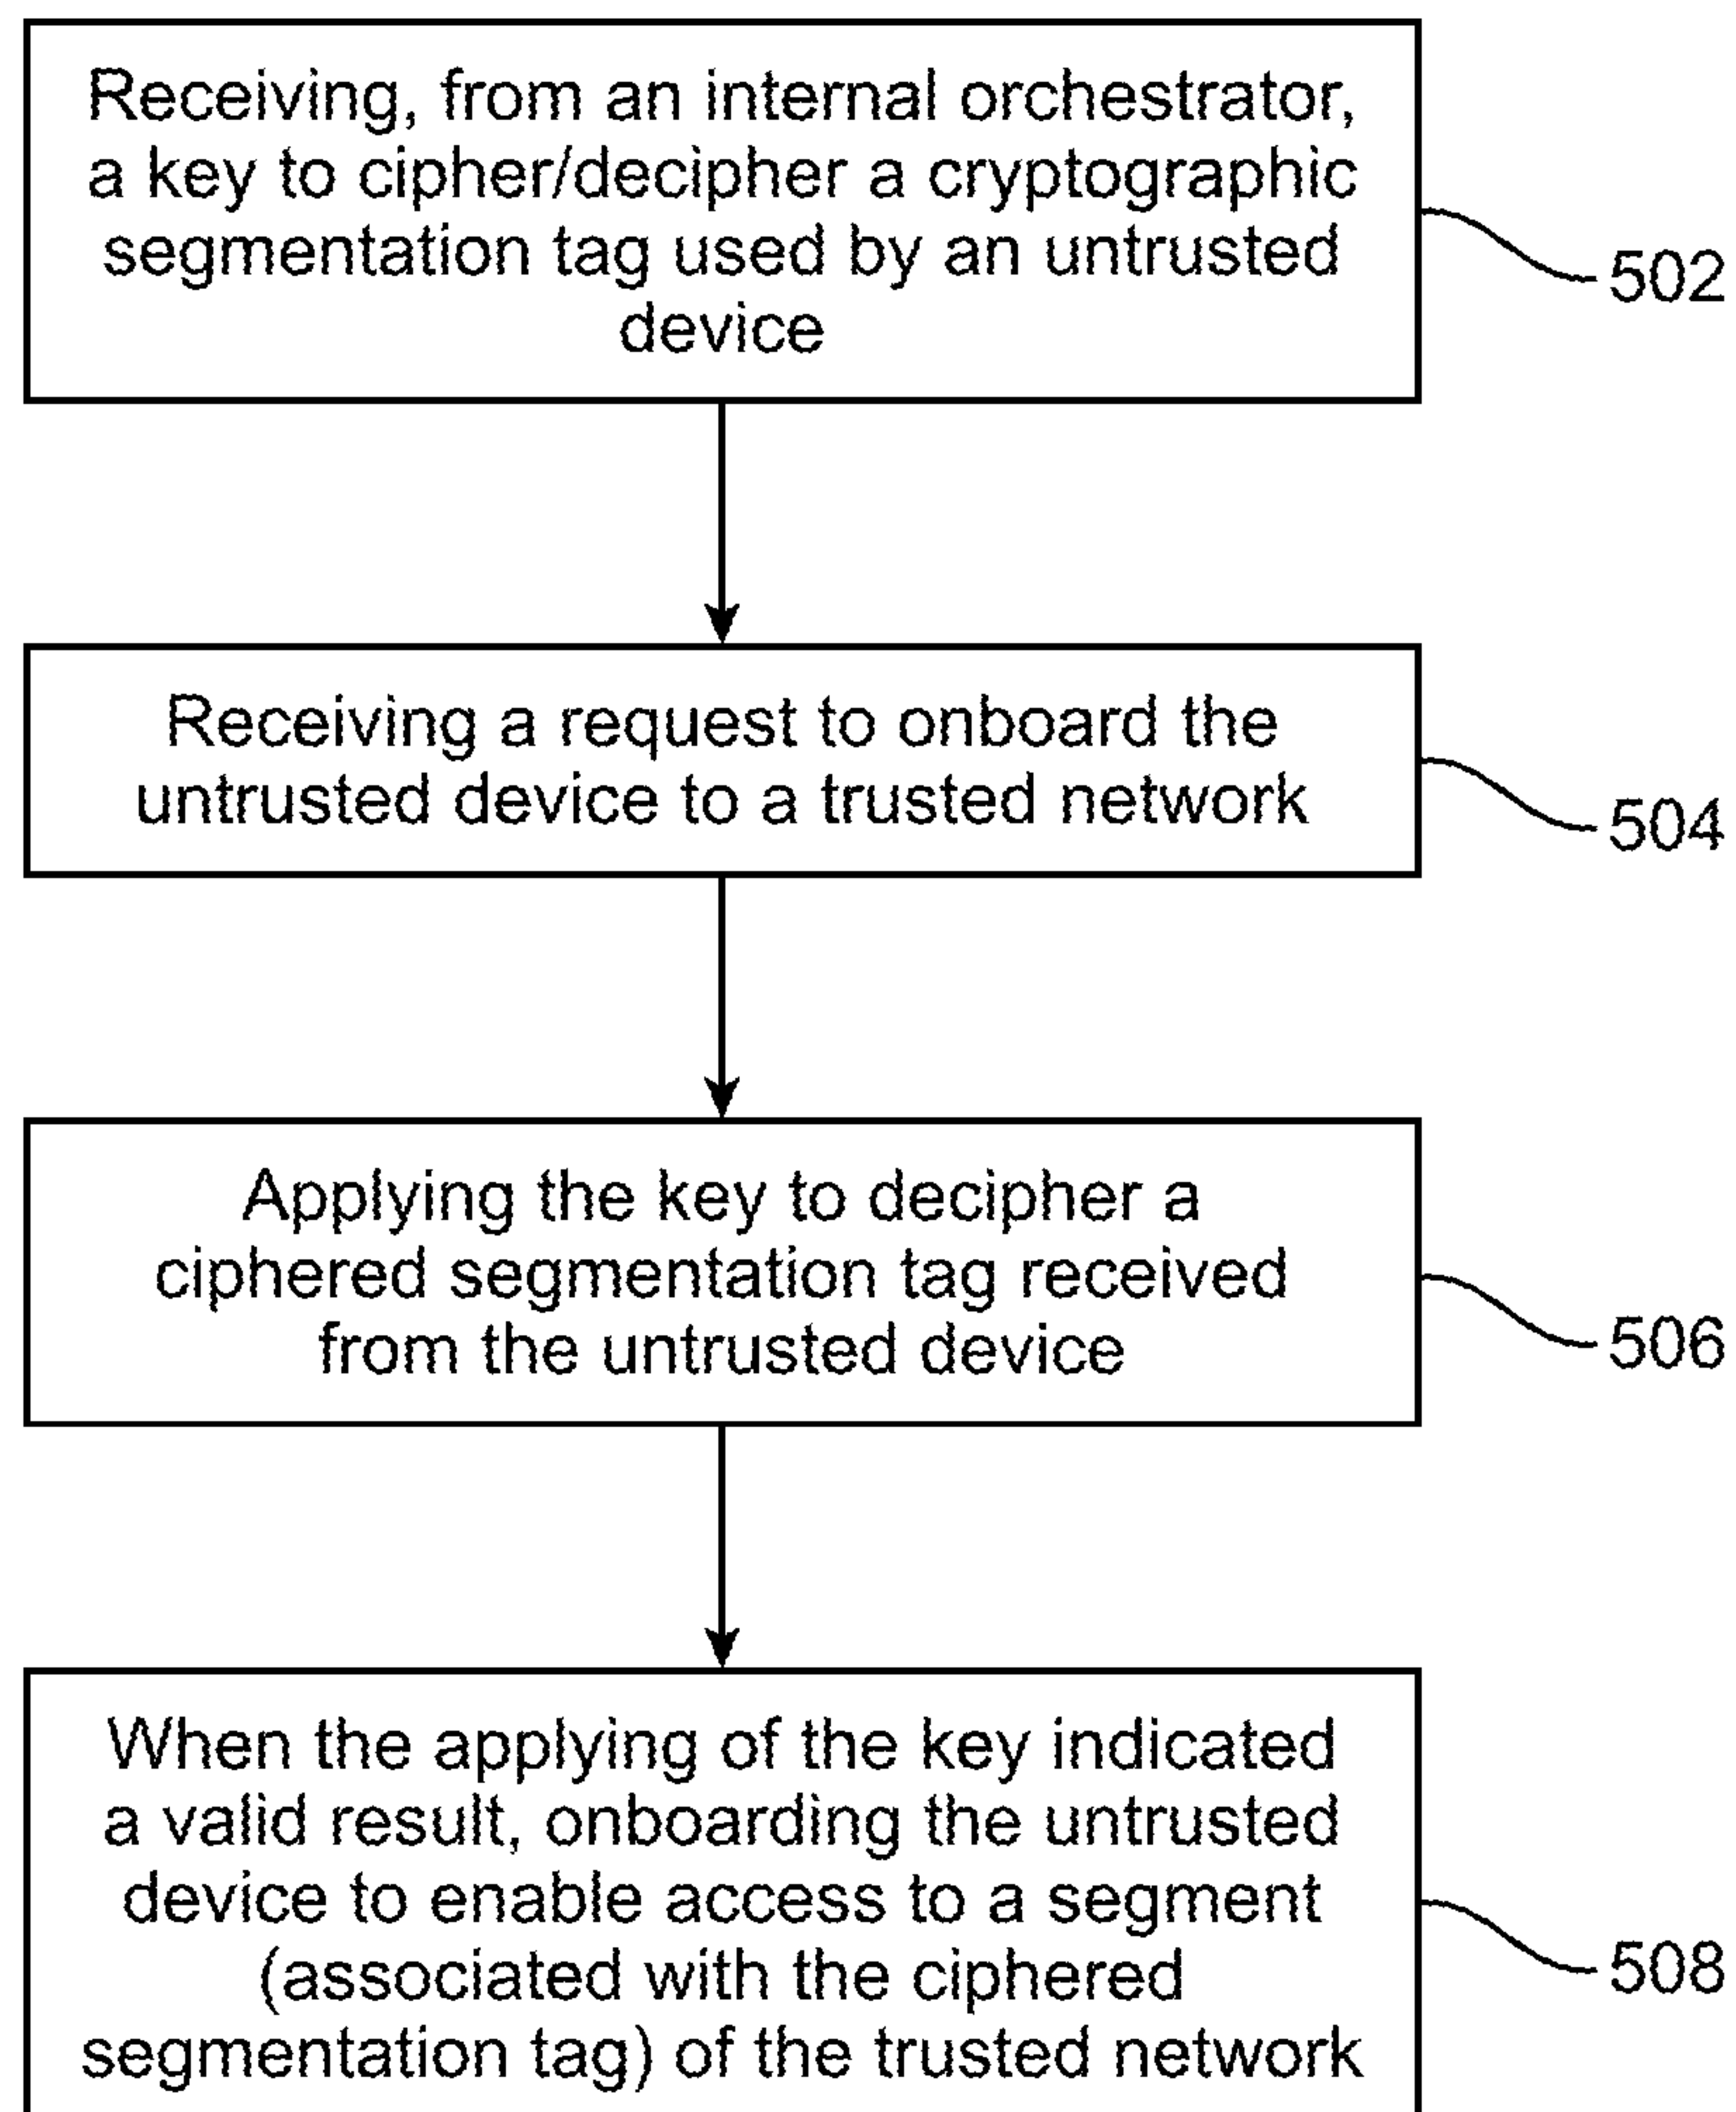 Receiving, from an internal orchestrator,
a key to cipher/decipher a cryptographic
segmentation tag used by an untrusted
device
502
Receiving a request to onboard the
untrusted device to a trusted network
504
Applying the key to decipher a
ciphered segmentation tag received
from the untrusted device
506
When the applying of the key indicated
a valid result, onboarding the untrusted
device to enable access to a segment
(associated with the ciphered
segmentation tag) of the trusted network
508